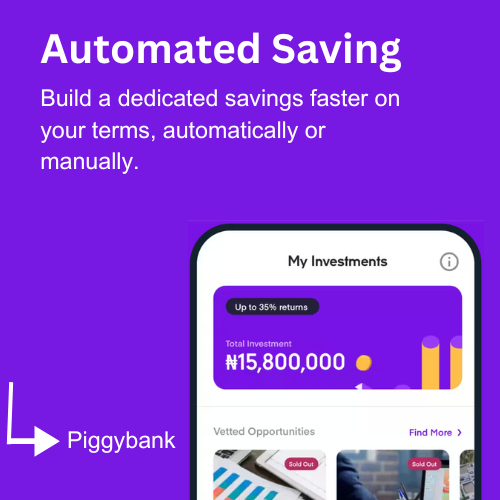 Automated Saving
Build a dedicated savings faster on
your terms, automatically or
manually.
My Investments
Up to 35% returns
Total Investment
₦15,800,000
Vetted Opportunities
Find More
Sold Out
Sold Out
Piggybank